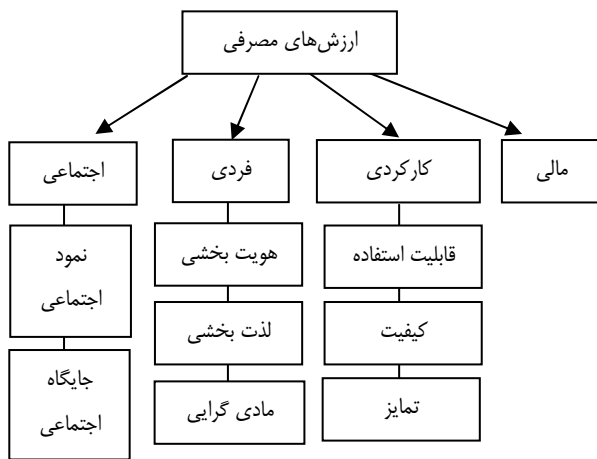 ارزش‌های مصرفی
مالی
کارکردی
فردی
اجتماعی
قابلیت استفاده
کیفیت
تمایز
هویت بخشی
لذت بخشی
مادی گرایی
نمود
اجتماعی
جایگاه
اجتماعی